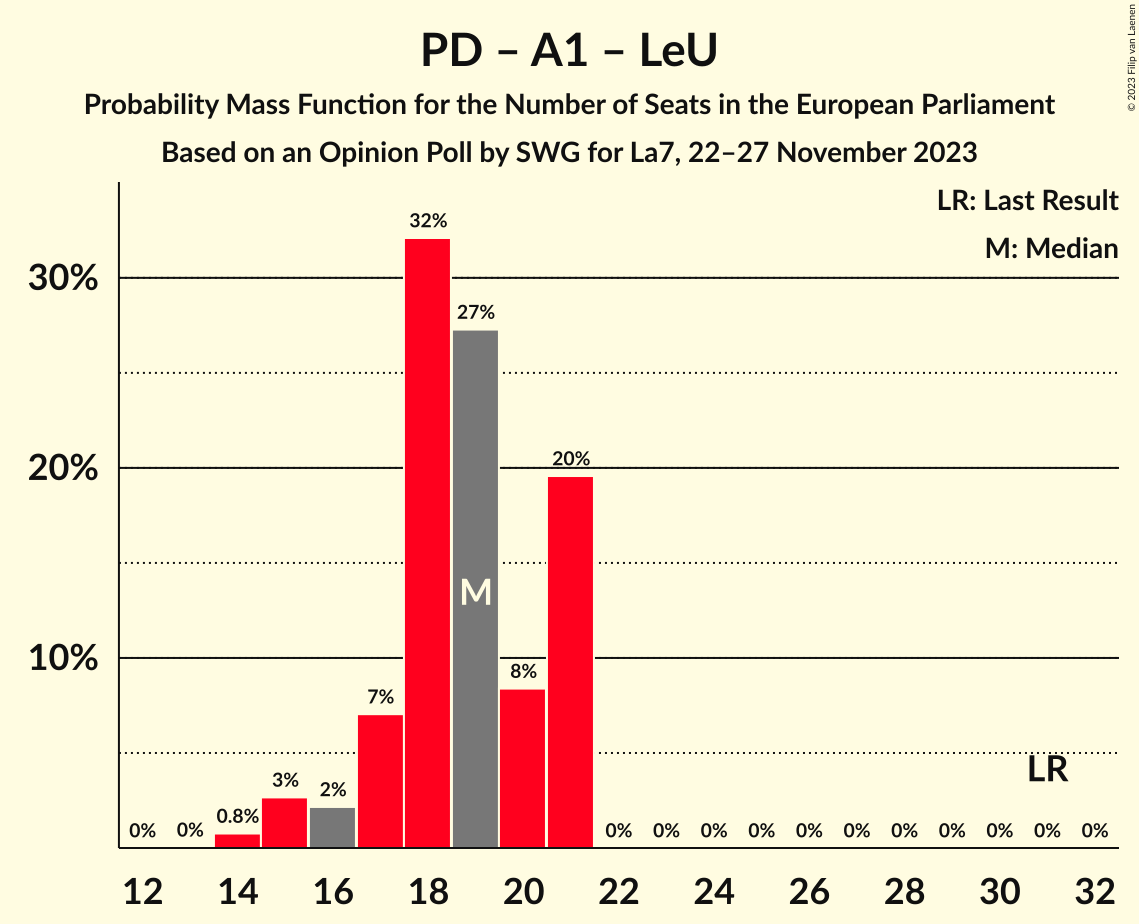 PD – A1 – LeU
Probability Mass Function for the Number of Seats in the European Parliament
Based on an Opinion Poll by SWG for La7, 22–27 November 2023
© 2023 Filip van Laenen
LR: Last Result
M: Median
30%
20%
10%
0%
0%
0.8%
3%
2%
7%
32%
27%
8%
20%
0%
0%
0%
0%
0%
0%
0%
0%
0%
0%
0%
M
LR
12 14 16 18 20 22 24 26 28 30 32